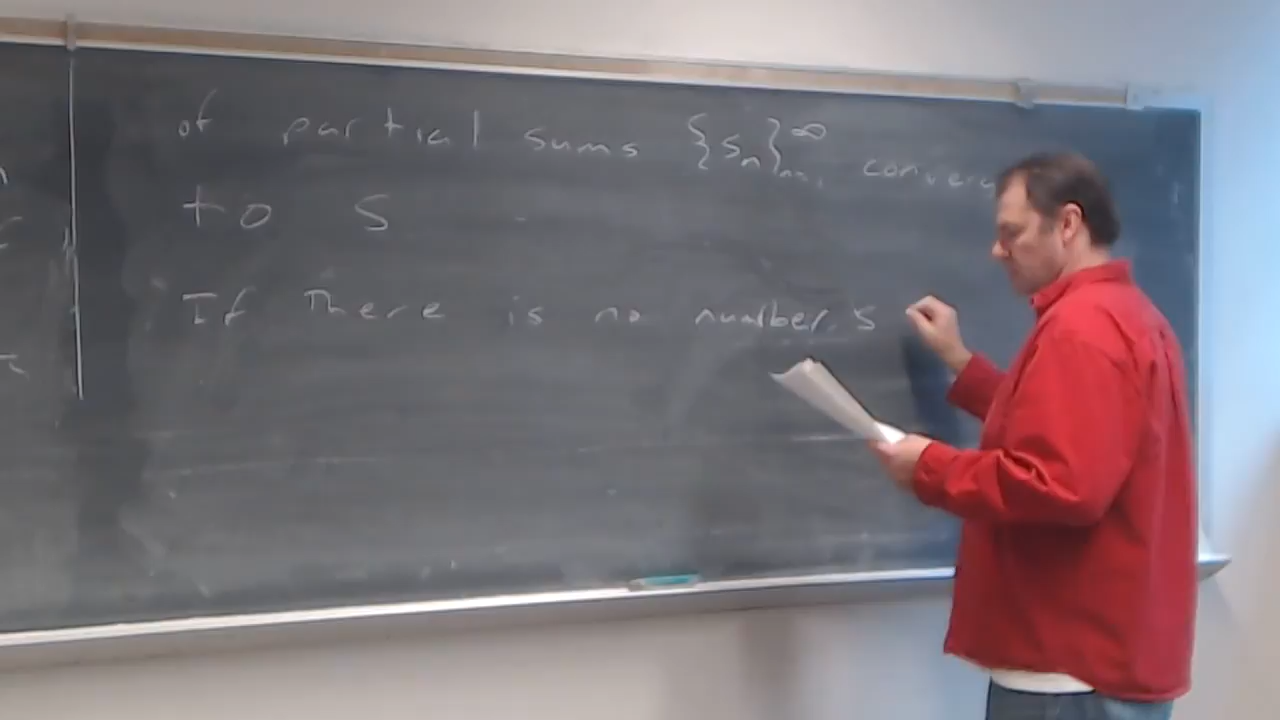 of partial sums {sₙ}ₙ₌₁^∞ converg
to S
If there is no number S